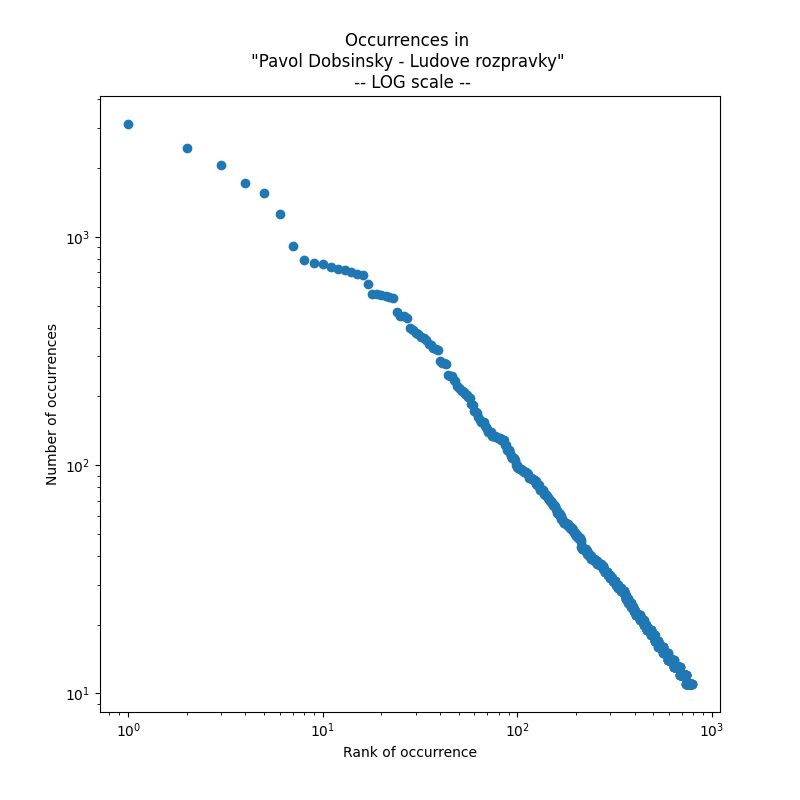 Occurrences in
"Pavol Dobsinsky - Ludove rozpravky"
-- LOG scale --
Number of occurrences
10³
10²
10¹
10⁰
10¹
10²
10³
Rank of occurrence